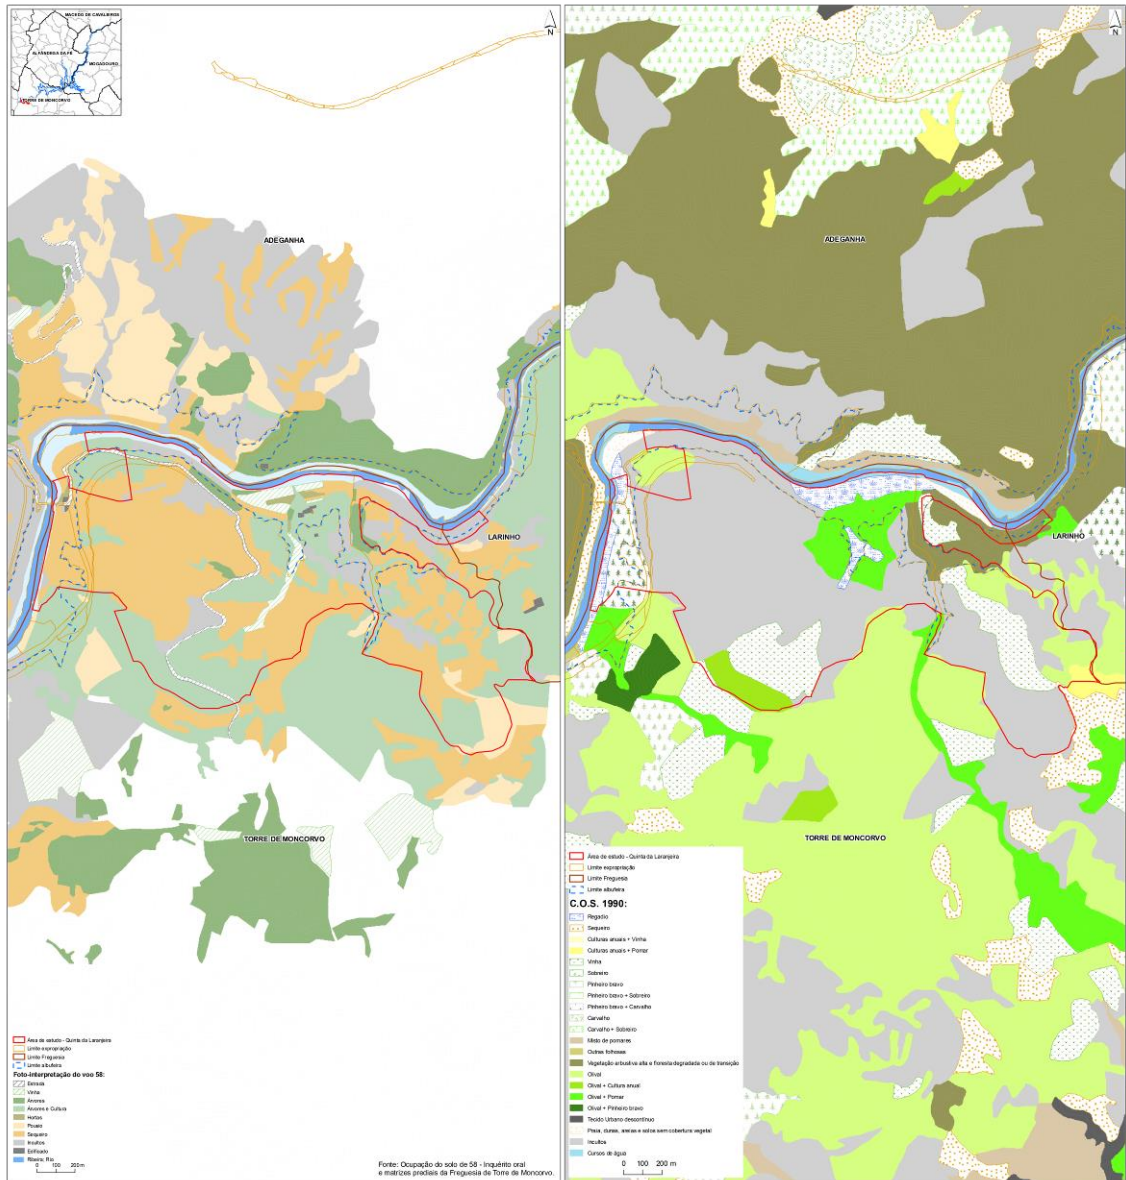 MACEDO DE CAVALEIROS
ALFÂNDEGA DA FÉ
MOGADOURO
TORRE DE MONCORVO
N
ADEGANHA
LARINHO
TORRE DE MONCORVO
Área de estudo - Quinta da Laranjeira
Limite expropriação
Limite Freguesia
Limite albufeira
Foto-interpretação do voo 58:
Estrada
Vinha
Árvores
Árvores e Cultura
Hortas
Pousio
Sequeiro
Incultos
Edificado
Ribeira; Rio
0 100 200 m
Fonte: Ocupação do solo de 58 - Inquérito oral
e matrizes prediais da Freguesia de Torre de Moncorvo.
N
ADEGANHA
LARINHO
TORRE DE MONCORVO
Área de estudo - Quinta da Laranjeira
Limite expropriação
Limite Freguesia
Limite albufeira
C.O.S. 1990:
Regadio
Sequeiro
Culturas anuais + Vinha
Culturas anuais + Pomar
Vinha
Sobreiro
Pinheiro bravo
Pinheiro bravo + Sobreiro
Pinheiro bravo + Carvalho
Carvalho
Carvalho + Sobreiro
Misto de pomares
Outras folhosas
Vegetação arbustiva alta e floresta degradada ou de transição
Olival
Olival + Cultura anual
Olival + Pomar
Olival + Pinheiro bravo
Tecido Urbano descontínuo
Praia, dunas, areias e solos sem cobertura vegetal
Incultos
Cursos de água
0 100 200 m